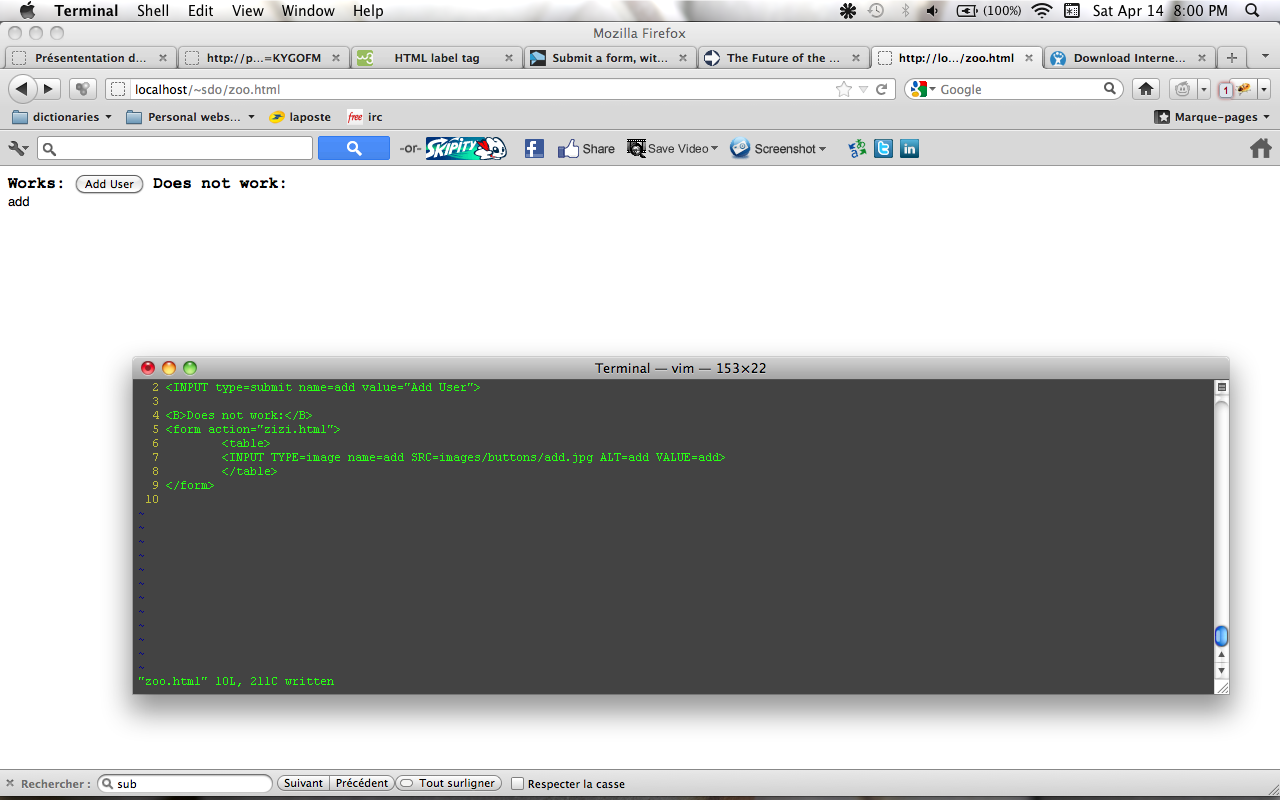 Terminal Shell Edit View Window Help (100%) Sat Apr 14 8:00 PM
Mozilla Firefox
Présententation d... http://p...=KYGOFM w3 HTML label tag Submit a form, wit... The Future of the ... http://lo.../zoo.html Download Interne...
localhost/~sdo/zoo.html Google 1
dictionaries Personal webs... laposte free irc Marque-pages
-or- SKIPITY Share Save Video Screenshot
Works: Add User Does not work:
add
Terminal — vim — 153×22
2 <INPUT type=submit name=add value="Add User">
3
4 <B>Does not work:</B>
5 <form action="zizi.html">
6 <table>
7 <INPUT TYPE=image name=add SRC=images/buttons/add.jpg ALT=add VALUE=add>
8 </table>
9 </form>
10
~
~
~
~
~
~
~
~
~
~
~
~
"zoo.html" 10L, 211C written
Rechercher : sub Suivant Précédent Tout surligner Respecter la casse